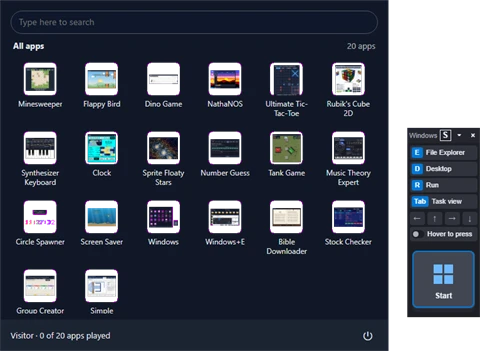 Type here to search
All apps
20 apps
Minesweeper
Flappy Bird
Dino Game
NathaNOS
Ultimate Tic-
Tac-Toe
Rubik's Cube
2D
Synthesizer
Keyboard
Clock
Sprite Floaty
Stars
Number Guess
Tank Game
Music Theory
Expert
Circle Spawner
Screen Saver
Windows
Windows+E
Bible
Downloader
Stock Checker
Group Creator
Simple
Visitor · 0 of 20 apps played
Windows S
E File Explorer
D Desktop
R Run
Tab Task view
← ↑ → ↓
Hover to press
Start